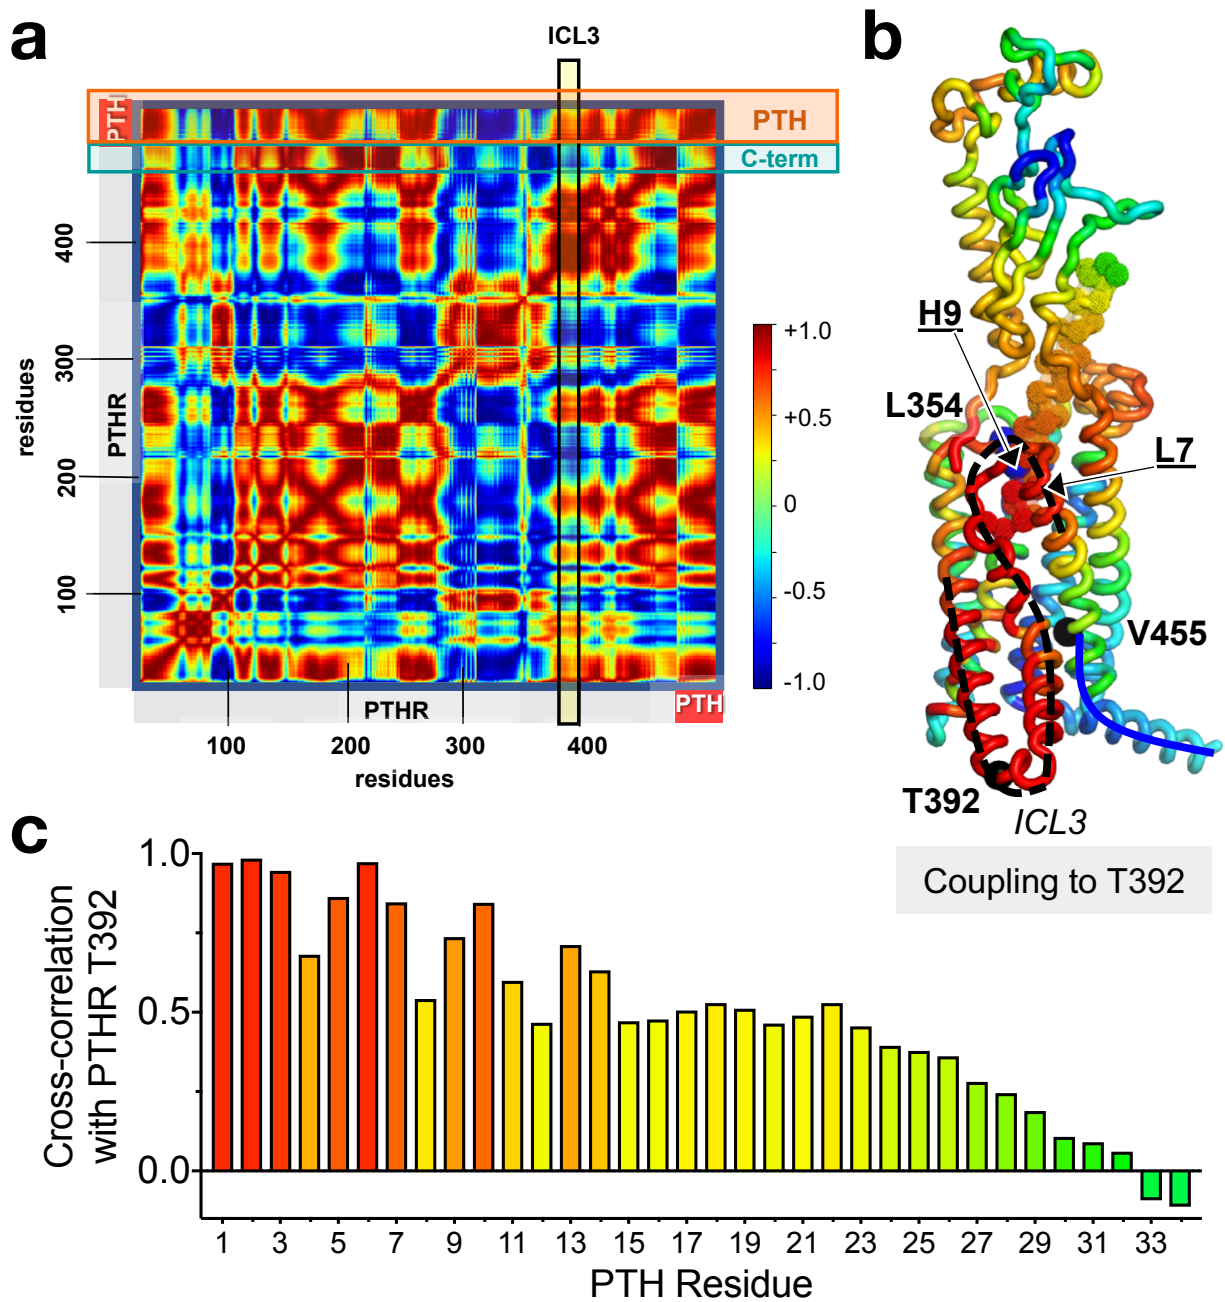 a
ICL3
b
PTH
PTH
C-term
400
300
200
100
residues
PTHR
+1.0
+0.5
0
-0.5
-1.0
PTHR
PTH
100
200
300
400
residues
H9
L354
L7
V455
T392
ICL3
Coupling to T392
c
Cross-correlation
with PTHR T392
1.0
0.5
0.0
1 3 5 7 9 11 13 15 17 19 21 23 25 27 29 31 33
PTH Residue